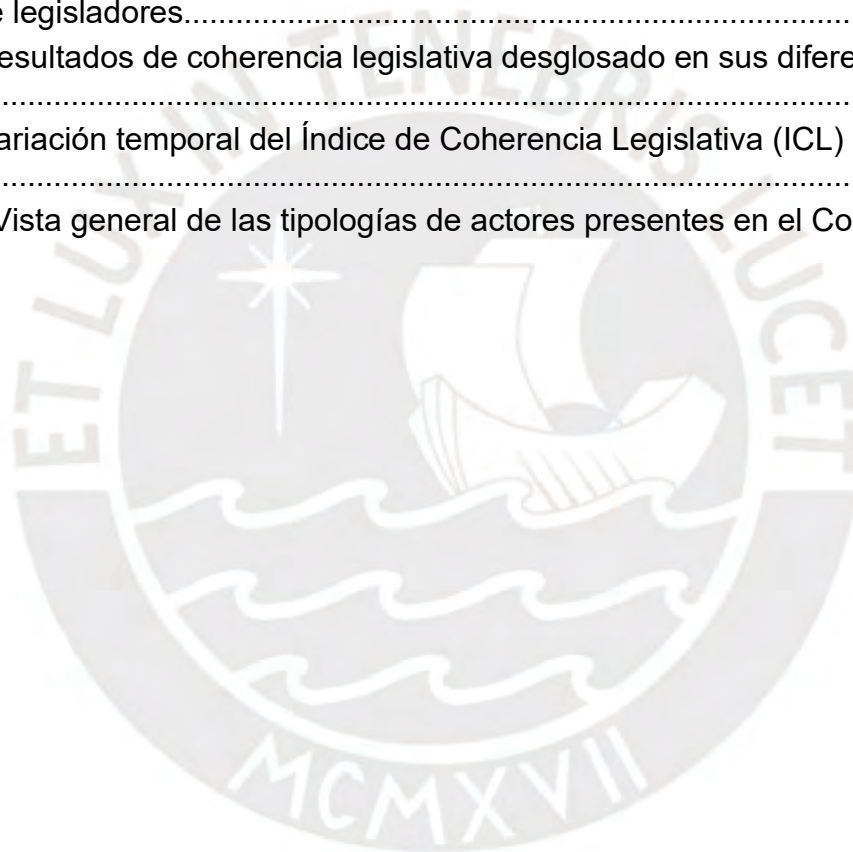 e legisladores..........................................................................................
esultados de coherencia legislativa desglosado en sus difere
..........................................................................................................................
ariación temporal del Índice de Coherencia Legislativa (ICL)
..........................................................................................................................
Vista general de las tipologías de actores presentes en el Co
ET LUX IN TENEBRIS LUCET
MCMXVII